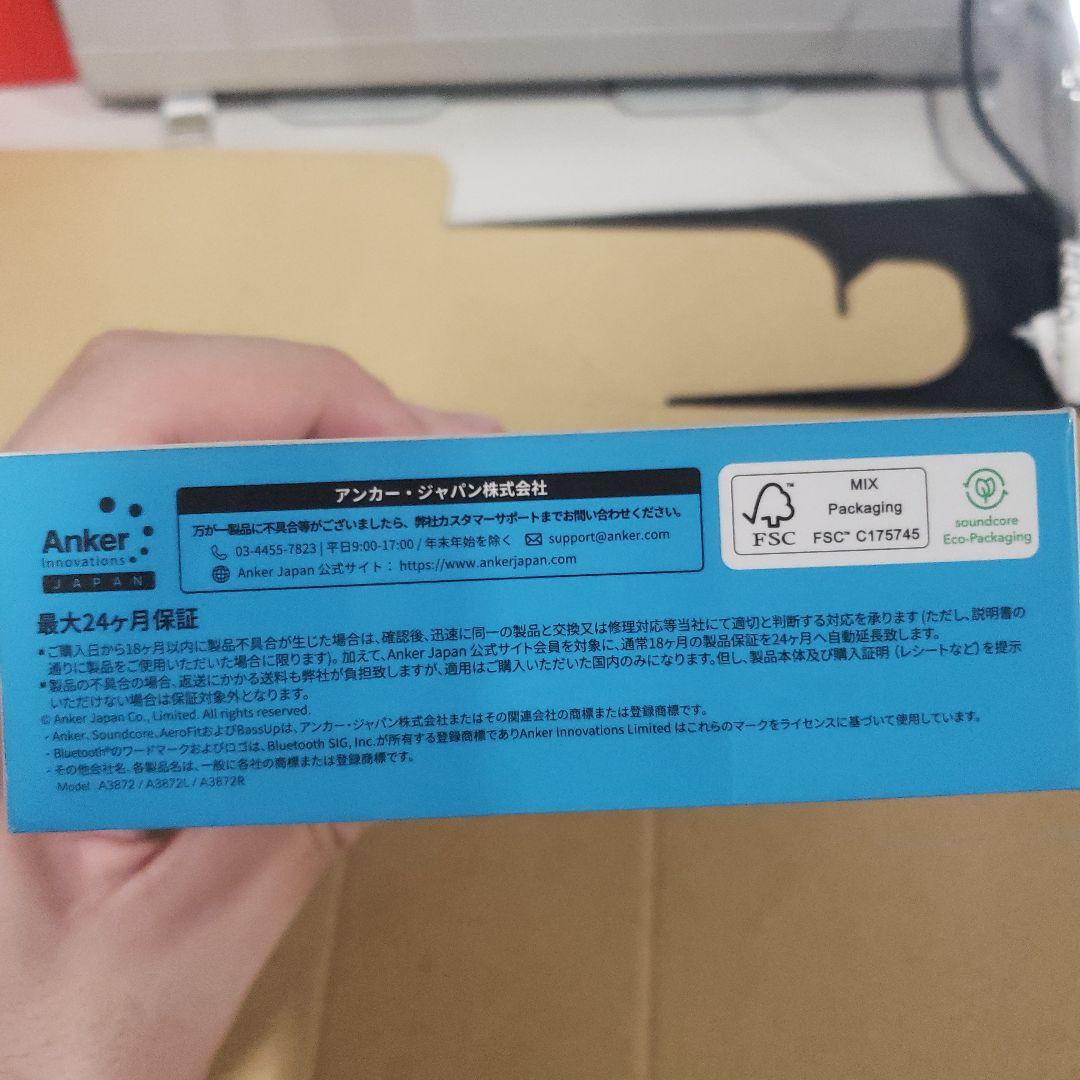 Anker
Innovations
JAPAN
アンカー・ジャパン株式会社
万が一製品に不具合等がございましたら、弊社カスタマーサポートまでお問い合わせください。
03-4455-7823 | 平日9:00-17:00 / 年末年始を除く support@anker.com
Anker Japan 公式サイト： https://www.ankerjapan.com
FSC™
MIX
Packaging
FSC™ C175745
soundcore
Eco-Packaging
最大24ヶ月保証
*ご購入日から18ヶ月以内に製品不具合が生じた場合は、確認後、迅速に同一の製品と交換又は修理対応等当社にて適切と判断する対応を承ります(ただし、説明書の
通りに製品をご使用いただいた場合に限ります)。加えて、Anker Japan 公式サイト会員を対象に、通常18ヶ月の製品保証を24ヶ月へ自動延長致します。
*製品の不具合の場合、返送にかかる送料も弊社が負担致しますが、適用はご購入いただいた国内のみになります。但し、製品本体及び購入証明（レシートなど）を提示
いただけない場合は保証対象外となります。
© Anker Japan Co., Limited. All rights reserved.
- Anker、Soundcore、AeroFitおよびBassUpは、アンカー・ジャパン株式会社またはその関連会社の商標または登録商標です。
- Bluetooth®のワードマークおよびロゴは、Bluetooth SIG, Inc.が所有する登録商標でありAnker Innovations Limited はこれらのマークをライセンスに基づいて使用しています。
- その他会社名、各製品名は、一般に各社の商標または登録商標です。
Model: A3872 / A3872L / A3872R